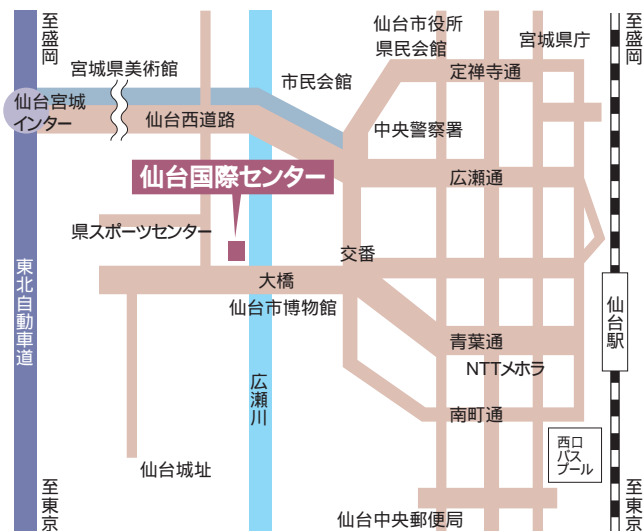 至盛岡
仙台市役所
県民会館
宮城県庁
至盛岡
宮城県美術館
市民会館
定禅寺通
仙台宮城
インター
仙台西道路
中央警察署
仙台国際センター
広瀬通
県スポーツセンター
交番
東北自動車道
大橋
仙台市博物館
仙台駅
青葉通
NTTメホラ
広瀬川
南町通
西口
バス
プール
仙台城址
至東京
仙台中央郵便局
至東京